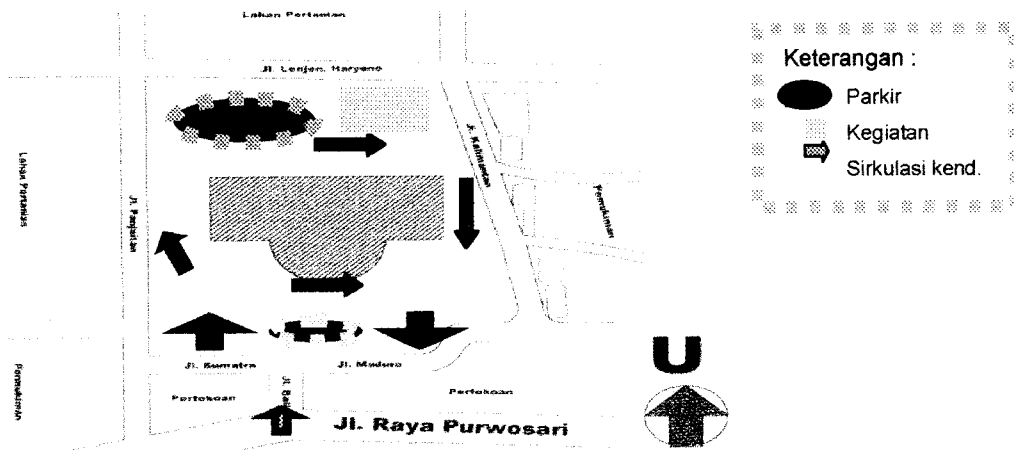 Lahan Pertanian
Jl. Letjen. Haryono
Lahan Pertanian
Jl. Panjaitan
Jl. Kalimantan
Pemukiman
Jl. Sumatra
Jl. Madura
Pemukiman
Pertokoan
Jl. Bali
Pertokoan
Jl. Raya Purwosari
U
Keterangan :
Parkir
Kegiatan
Sirkulasi kend.